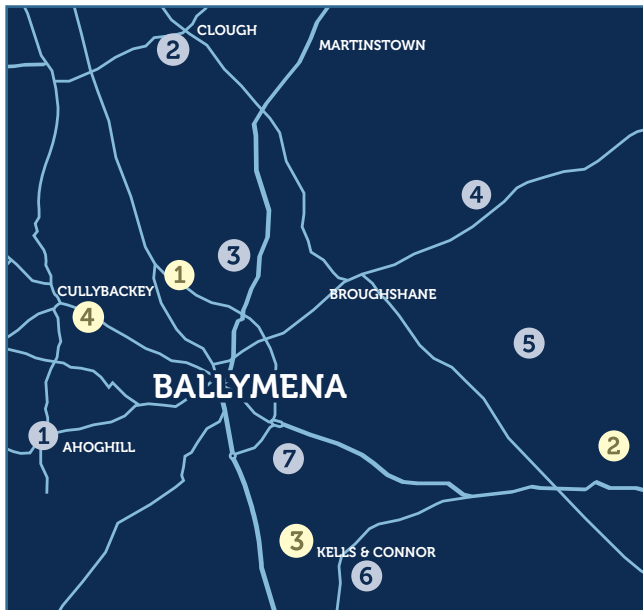 CLOUGH
MARTINSTOWN
2
4
3
1
CULLYBACKEY
BROUGHSHANE
4
5
BALLYMENA
1
AHOGHILL
2
7
3
KELLS & CONNOR
6